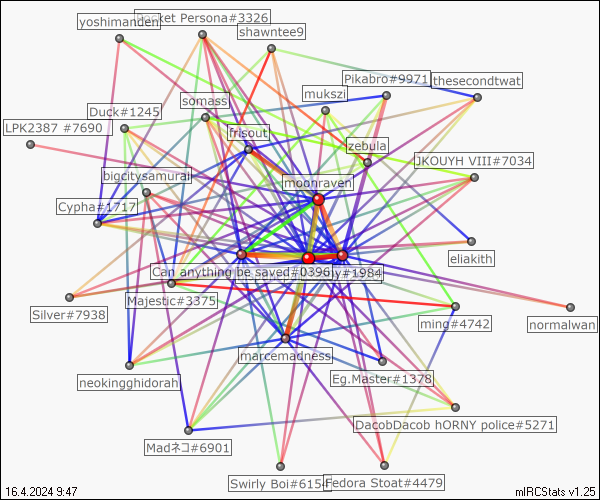 yoshimanden
Pocket Persona#3326
shawntee9
Pikabro#9971
thesecondtwat
mukszi
somass
Duck#1245
LPK2387 #7690
frisout
zebula
JKOUYH VIII#7034
bigcitysamurai
moonraven
Cypha#1717
eliakith
Can anything be saved#0396
#1984
Majestic#3375
Silver#7938
ming#4742
normalwan
marcemadness
neokingghidorah
Eg.Master#1378
DacobDacob hORNY police#5271
Madネコ#6901
Swirly Boi#6154
Fedora Stoat#4479
16.4.2024 9:47
mIRCStats v1.25